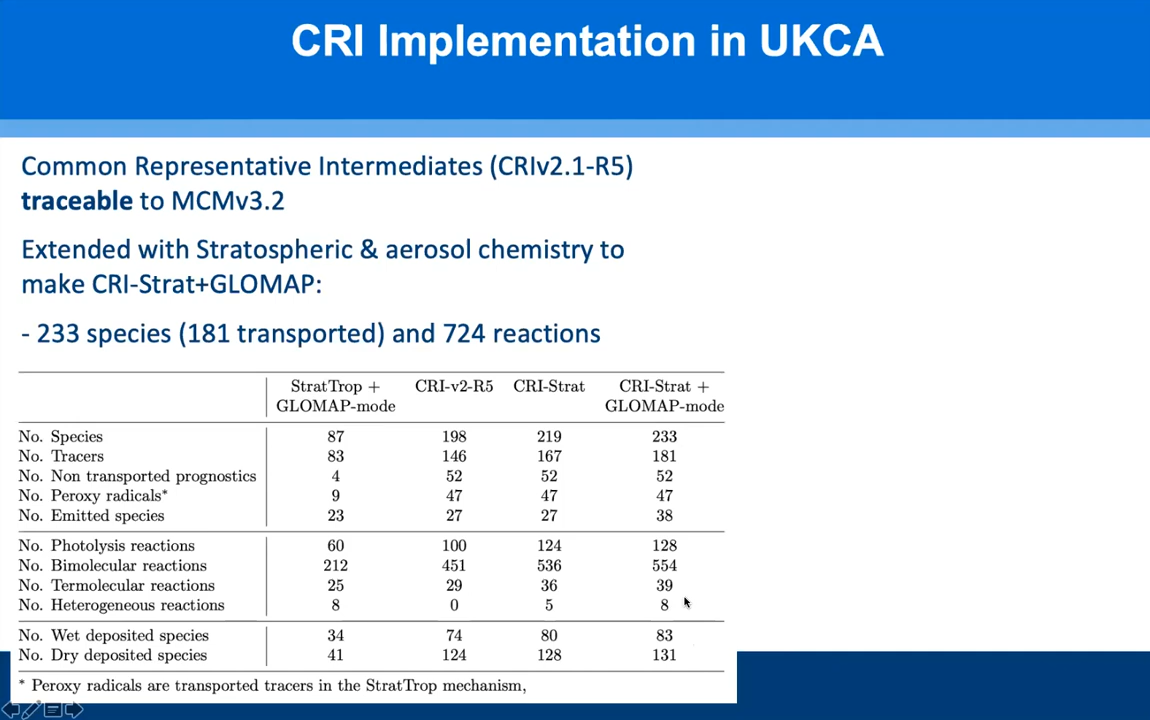 CRI Implementation in UKCA
Common Representative Intermediates (CRIv2.1-R5)
traceable to MCMv3.2
Extended with Stratospheric & aerosol chemistry to
make CRI-Strat+GLOMAP:
- 233 species (181 transported) and 724 reactions
StratTrop + CRI-v2-R5 CRI-Strat CRI-Strat +
GLOMAP-mode GLOMAP-mode
No. Species 87 198 219 233
No. Tracers 83 146 167 181
No. Non transported prognostics 4 52 52 52
No. Peroxy radicals* 9 47 47 47
No. Emitted species 23 27 27 38
No. Photolysis reactions 60 100 124 128
No. Bimolecular reactions 212 451 536 554
No. Termolecular reactions 25 29 36 39
No. Heterogeneous reactions 8 0 5 8
No. Wet deposited species 34 74 80 83
No. Dry deposited species 41 124 128 131
* Peroxy radicals are transported tracers in the StratTrop mechanism,